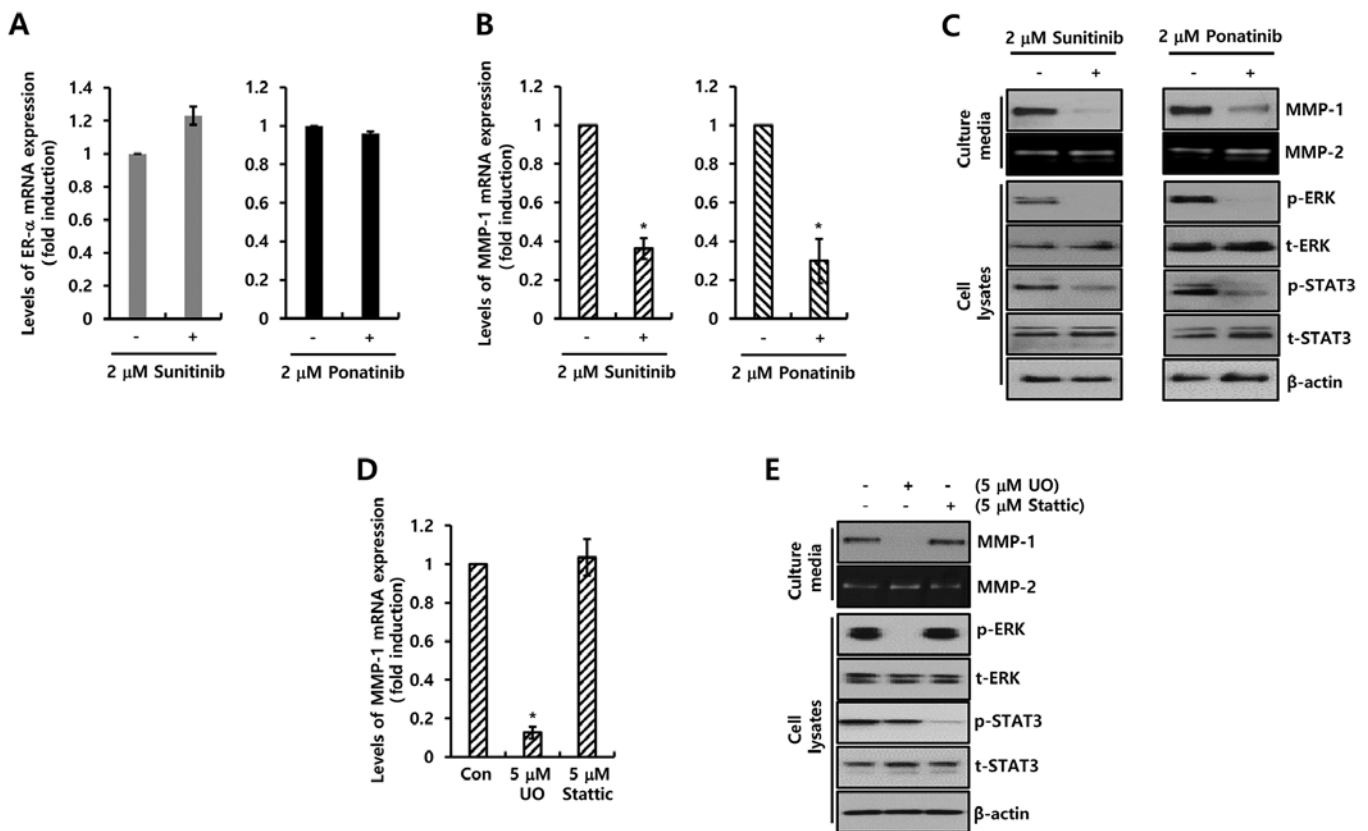 A
Levels of ER-α mRNA expression
(fold induction)
1.4
1.2
1
0.8
0.6
0.4
0.2
0
-
+
2 μM Sunitinib
1.2
1
0.8
0.6
0.4
0.2
0
-
+
2 μM Ponatinib
B
Levels of MMP-1 mRNA expression
(fold induction)
1.2
1
0.8
0.6
0.4
0.2
0
*
-
+
2 μM Sunitinib
1.2
1
0.8
0.6
0.4
0.2
0
*
-
+
2 μM Ponatinib
C
2 μM Sunitinib
2 μM Ponatinib
- +
- +
Culture
media
MMP-1
MMP-2
Cell
lysates
p-ERK
t-ERK
p-STAT3
t-STAT3
β-actin
D
Levels of MMP-1 mRNA expression
(fold induction)
1.2
1
0.8
0.6
0.4
0.2
0
*
Con
5 μM
UO
5 μM
Stattic
E
- + - (5 μM UO)
- - + (5 μM Stattic)
Culture
media
MMP-1
MMP-2
Cell
lysates
p-ERK
t-ERK
p-STAT3
t-STAT3
β-actin